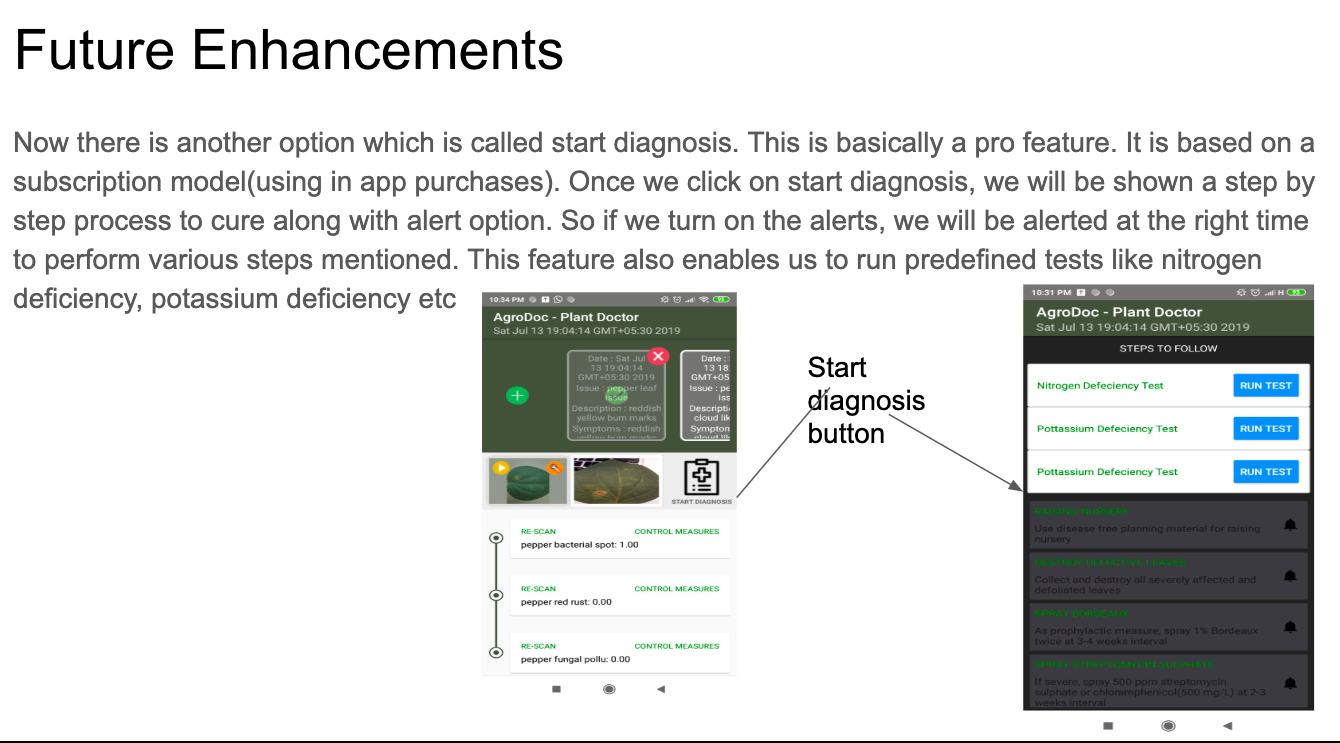 Future Enhancements
Now there is another option which is called start diagnosis. This is basically a pro feature. It is based on a
subscription model(using in app purchases). Once we click on start diagnosis, we will be shown a step by
step process to cure along with alert option. So if we turn on the alerts, we will be alerted at the right time
to perform various steps mentioned. This feature also enables us to run predefined tests like nitrogen
deficiency, potassium deficiency etc
10:34 PM
93
AgroDoc - Plant Doctor
Sat Jul 13 19:04:14 GMT+05:30 2019
Date : Sat Jul
13 19:04:14
GMT+05:30 2019
Issue : pepper leaf
issue
Description : reddish
yellow burn marks
Symptoms : reddish
yellow burn marks
Date :
13 18
GMT+05
Issue : pe
iss
Descripti
cloud lik
Symptom
cloud lik
START DIAGNOSIS
RE-SCAN
CONTROL MEASURES
pepper bacterial spot: 1.00
RE-SCAN
CONTROL MEASURES
pepper red rust: 0.00
RE-SCAN
CONTROL MEASURES
pepper fungal pollu: 0.00
Start
diagnosis
button
10:31 PM
H
93
AgroDoc - Plant Doctor
Sat Jul 13 19:04:14 GMT+05:30 2019
STEPS TO FOLLOW
Nitrogen Defeciency Test
RUN TEST
Pottassium Defeciency Test
RUN TEST
Pottassium Defeciency Test
RUN TEST
RAISING NURSERY
Use disease free planning material for raising
nursery
DESTROY DEFECTIVE LEAVES
Collect and destroy all severely affected and
defoliated leaves
SPRAY BORDEAUX
As prophylactic measure, spray 1% Bordeaux
twice at 3-4 weeks interval
SPRAY STREPTOMYCIN SULPHATE
If severe, spray 500 ppm streptomycin
sulphate or chloramphenicol(500 mg/L) at 2-3
weeks interval